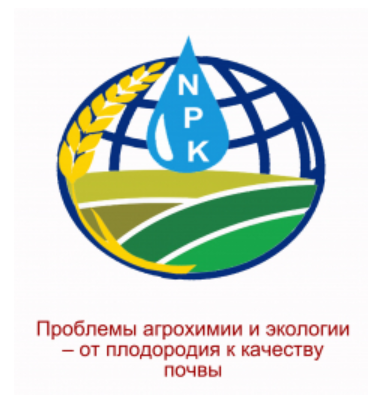 N
P
K
Проблемы агрохимии и экологии
– от плодородия к качеству
почвы